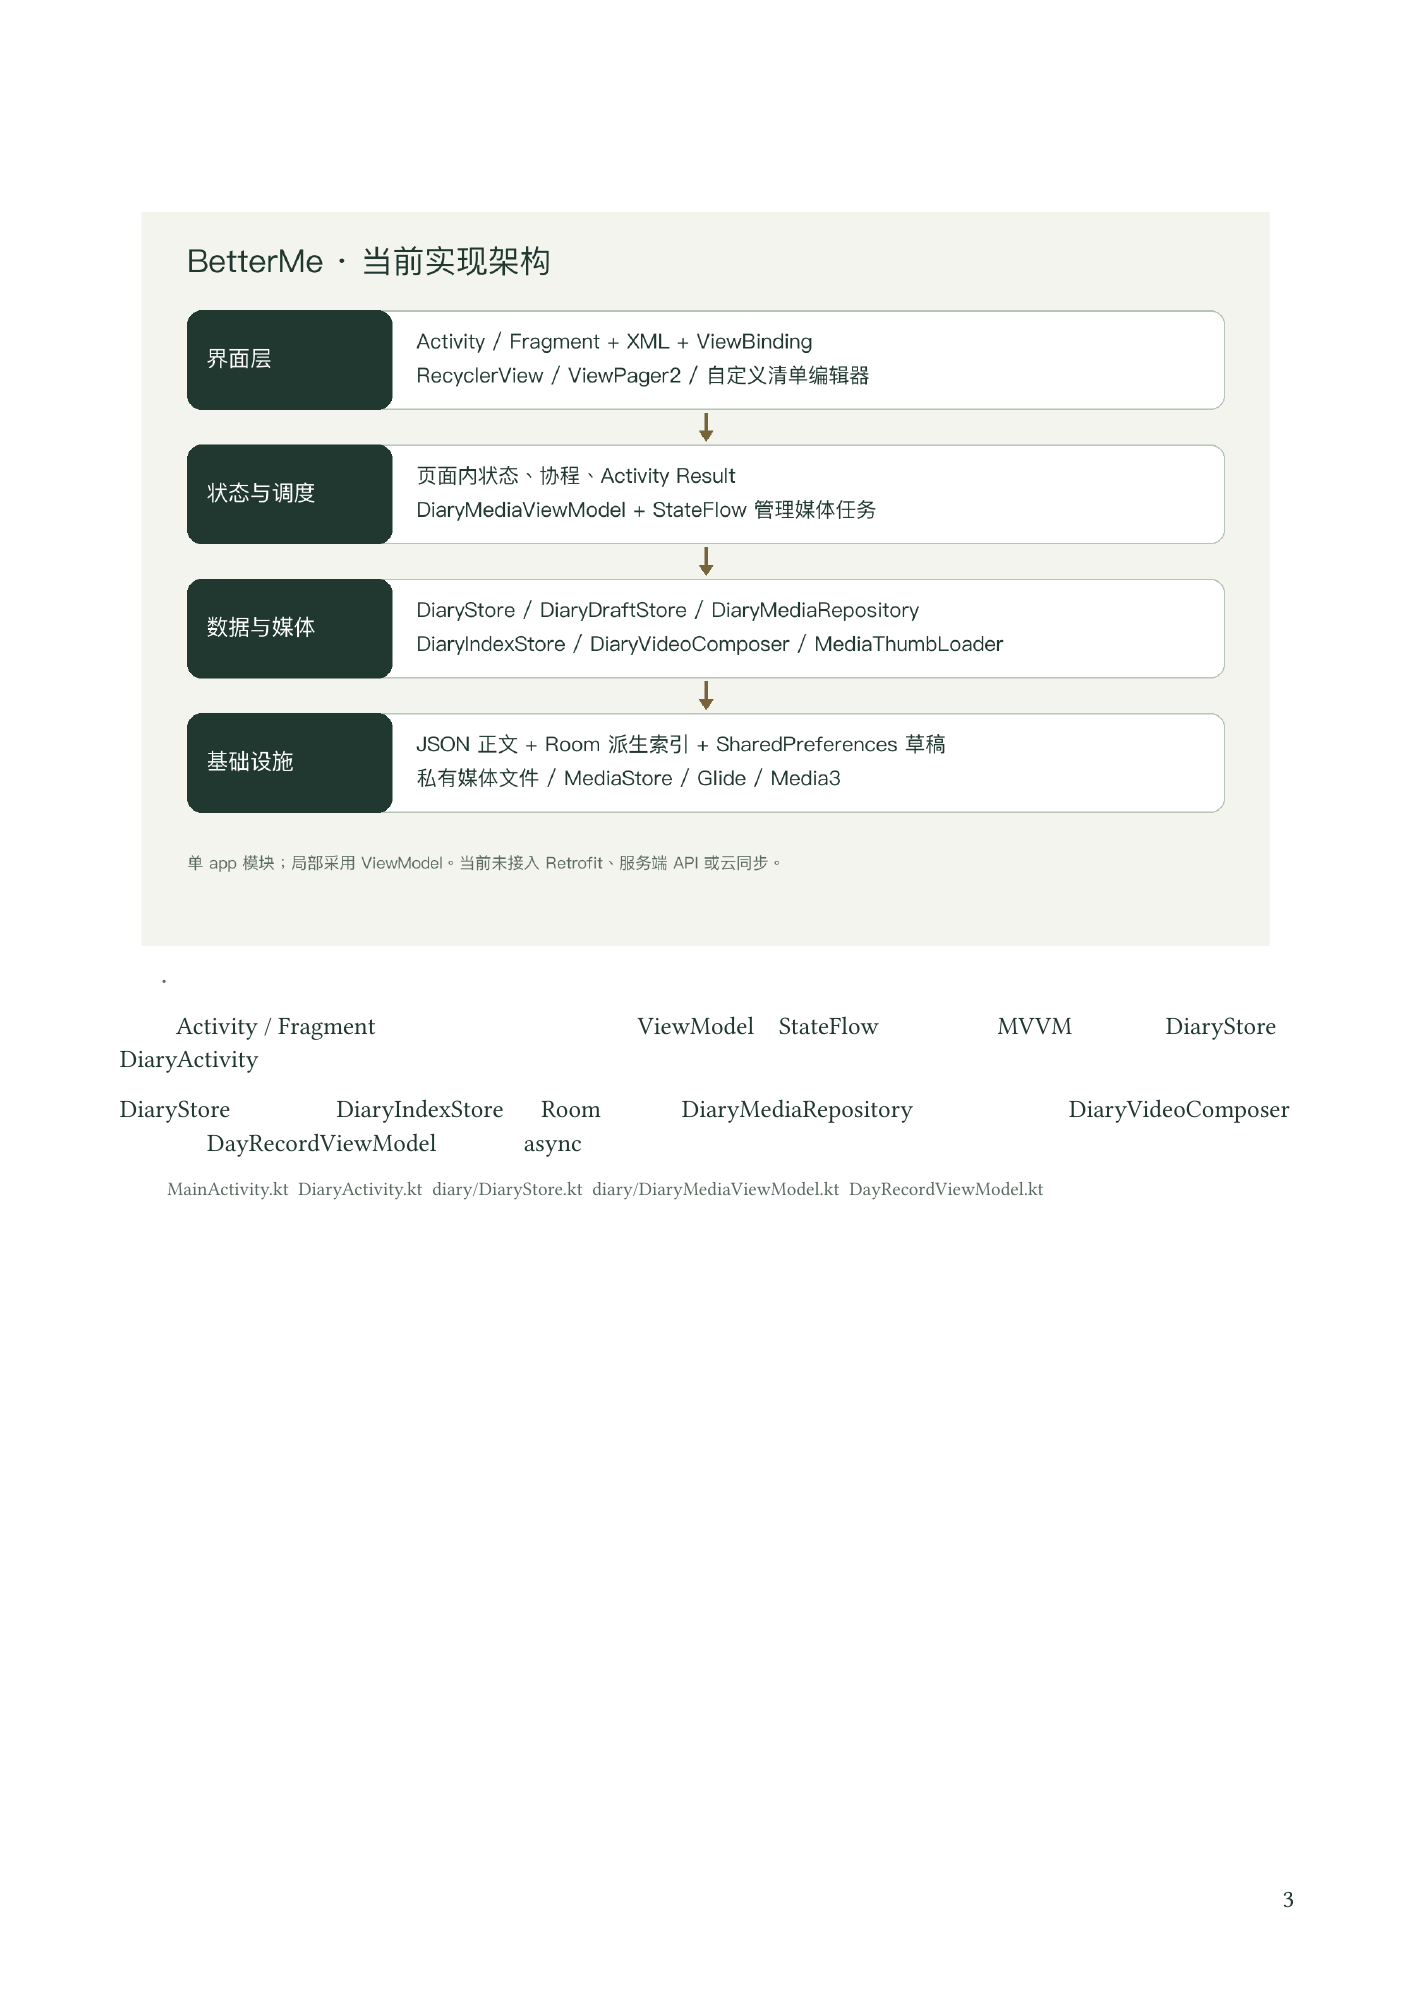 BetterMe · 当前实现架构
界面层
Activity / Fragment + XML + ViewBinding
RecyclerView / ViewPager2 / 自定义清单编辑器
状态与调度
页面内状态、协程、Activity Result
DiaryMediaViewModel + StateFlow 管理媒体任务
数据与媒体
DiaryStore / DiaryDraftStore / DiaryMediaRepository
DiaryIndexStore / DiaryVideoComposer / MediaThumbLoader
基础设施
JSON 正文 + Room 派生索引 + SharedPreferences 草稿
私有媒体文件 / MediaStore / Glide / Media3
单 app 模块；局部采用 ViewModel。当前未接入 Retrofit、服务端 API 或云同步。
.
Activity / Fragment ViewModel StateFlow MVVM DiaryStore
DiaryActivity
DiaryStore DiaryIndexStore Room DiaryMediaRepository DiaryVideoComposer
DayRecordViewModel async
MainActivity.kt DiaryActivity.kt diary/DiaryStore.kt diary/DiaryMediaViewModel.kt DayRecordViewModel.kt
3